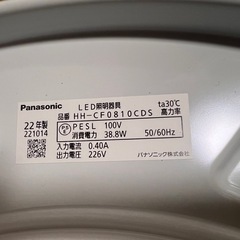 Panasonic LED照明器具 ta30℃
品番 HH-CF0810CDS 高力率
22年製 PS E PESL 100V
221014 消費電力 38.8W 50/60Hz
入力電流 0.40A
出力電圧 226V パナソニック株式会社